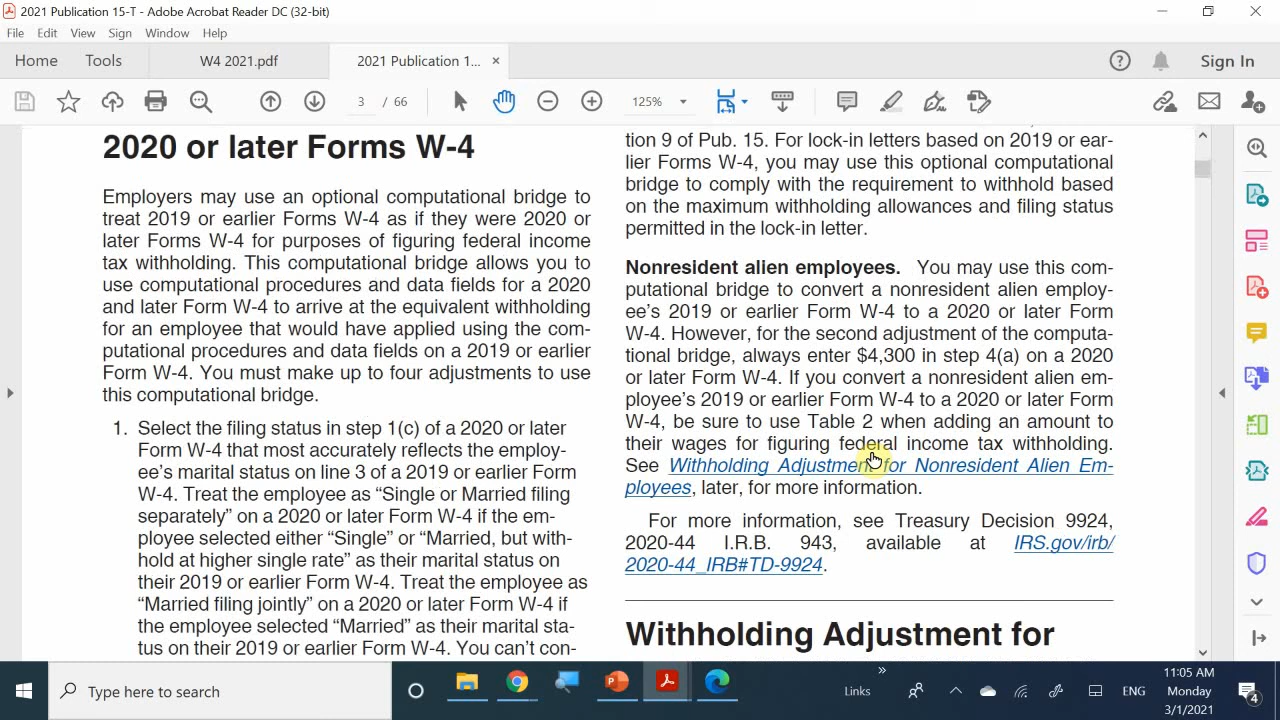 2021 Publication 15-T - Adobe Acrobat Reader DC (32-bit)
File Edit View Sign Window Help
Home Tools W4 2021.pdf 2021 Publication 1... × Sign In
3 / 66 125%
2020 or later Forms W-4
Employers may use an optional computational bridge to
treat 2019 or earlier Forms W-4 as if they were 2020 or
later Forms W-4 for purposes of figuring federal income
tax withholding. This computational bridge allows you to
use computational procedures and data fields for a 2020
and later Form W-4 to arrive at the equivalent withholding
for an employee that would have applied using the com-
putational procedures and data fields on a 2019 or earlier
Form W-4. You must make up to four adjustments to use
this computational bridge.
1. Select the filing status in step 1(c) of a 2020 or later
Form W-4 that most accurately reflects the employ-
ee's marital status on line 3 of a 2019 or earlier Form
W-4. Treat the employee as “Single or Married filing
separately” on a 2020 or later Form W-4 if the em-
ployee selected either “Single” or “Married, but with-
hold at higher single rate” as their marital status on
their 2019 or earlier Form W-4. Treat the employee as
“Married filing jointly” on a 2020 or later Form W-4 if
the employee selected “Married” as their marital sta-
tus on their 2019 or earlier Form W-4. You can't con-
tion 9 of Pub. 15. For lock-in letters based on 2019 or ear-
lier Forms W-4, you may use this optional computational
bridge to comply with the requirement to withhold based
on the maximum withholding allowances and filing status
permitted in the lock-in letter.
Nonresident alien employees. You may use this com-
putational bridge to convert a nonresident alien employ-
ee's 2019 or earlier Form W-4 to a 2020 or later Form
W-4. However, for the second adjustment of the computa-
tional bridge, always enter $4,300 in step 4(a) on a 2020
or later Form W-4. If you convert a nonresident alien em-
ployee's 2019 or earlier Form W-4 to a 2020 or later Form
W-4, be sure to use Table 2 when adding an amount to
their wages for figuring federal income tax withholding.
See Withholding Adjustment for Nonresident Alien Em-
ployees, later, for more information.
For more information, see Treasury Decision 9924,
2020-44 I.R.B. 943, available at IRS.gov/irb/
2020-44_IRB#TD-9924.
Withholding Adjustment for
Type here to search
Links
ENG
11:05 AM
Monday
3/1/2021
4